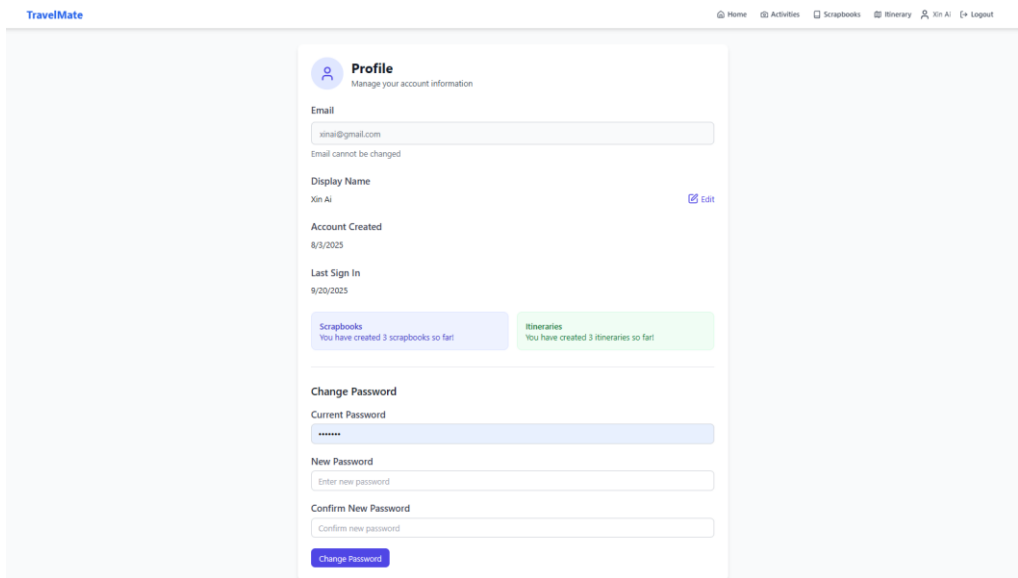 TravelMate
Home Activities Scrapbooks Itinerary Xin Ai Logout
Profile
Manage your account information
Email
xinai@gmail.com
Email cannot be changed
Display Name
Xin Ai Edit
Account Created
8/3/2025
Last Sign In
9/20/2025
Scrapbooks
You have created 3 scrapbooks so far!
Itineraries
You have created 3 itineraries so far!
Change Password
Current Password
•••••••
New Password
Enter new password
Confirm New Password
Confirm new password
Change Password